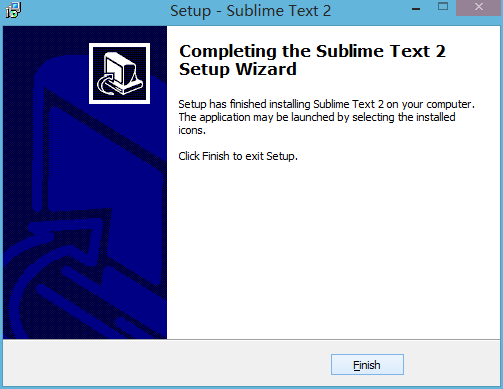 Setup - Sublime Text 2
Completing the Sublime Text 2
Setup Wizard
Setup has finished installing Sublime Text 2 on your computer.
The application may be launched by selecting the installed
icons.
Click Finish to exit Setup.
Finish